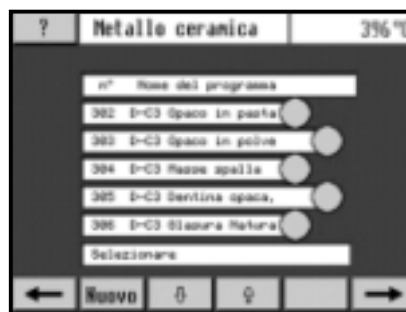 ? Metallo ceramica 396 °C
n° Nome del programma
302 D-C3 Opaco in pasta
303 D-C3 Opaco in polve
304 D-C3 Masse spalla
305 D-C3 Dentina opaca,
306 D-C3 Glasura Natura
Selezionare
Nuovo